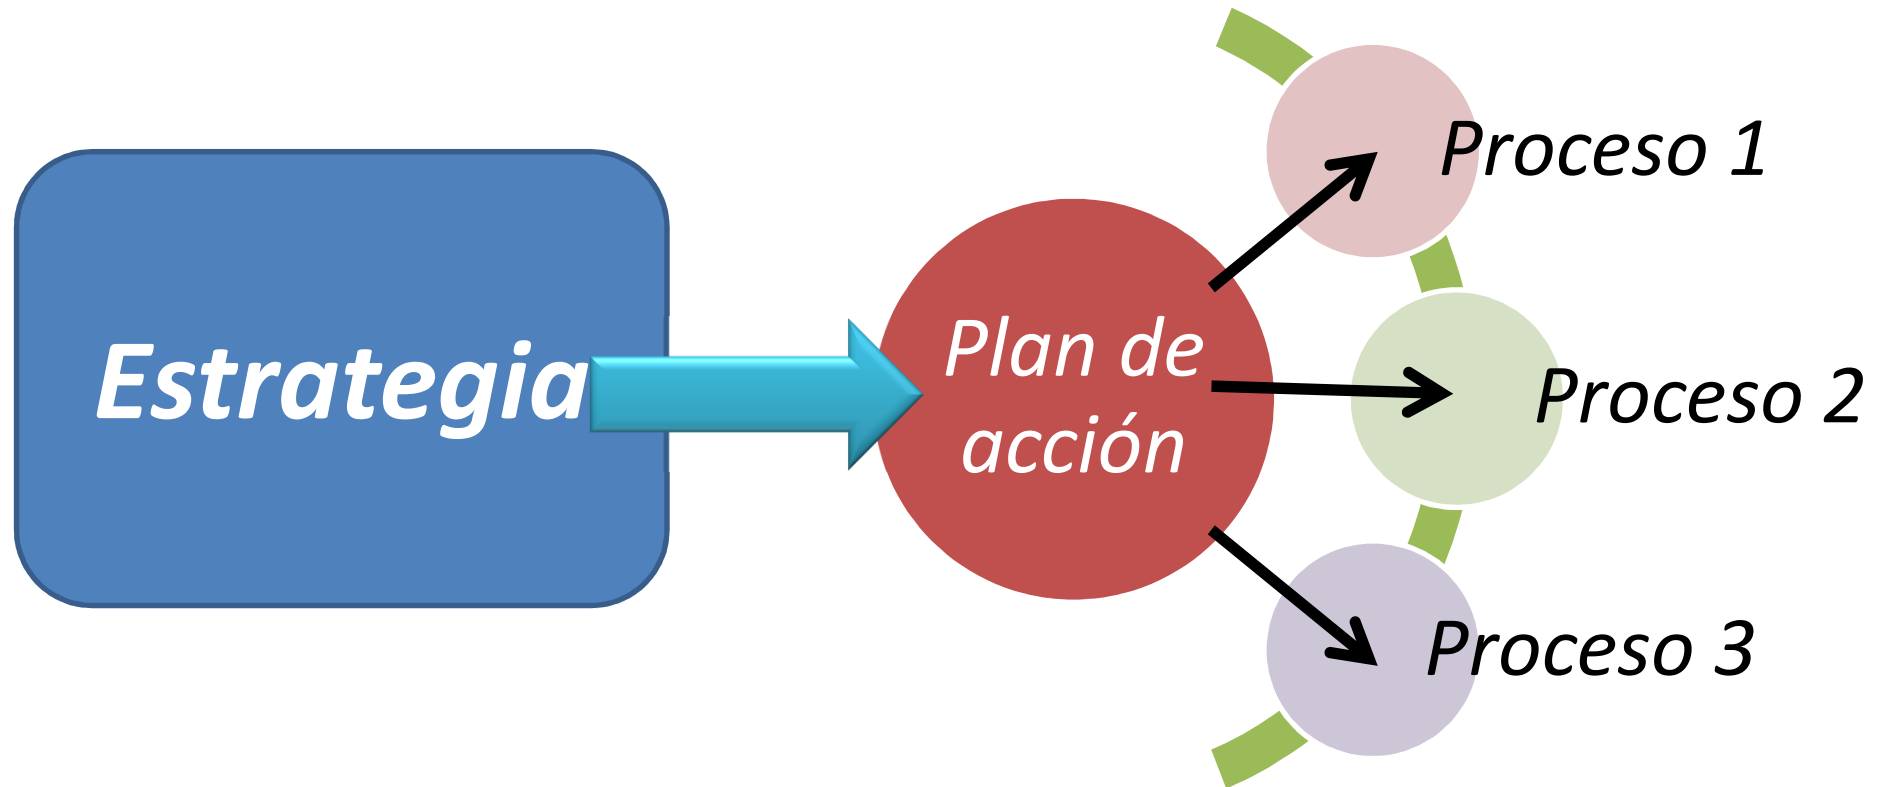 Estrategia
Plan de
acción
Proceso 1
Proceso 2
Proceso 3